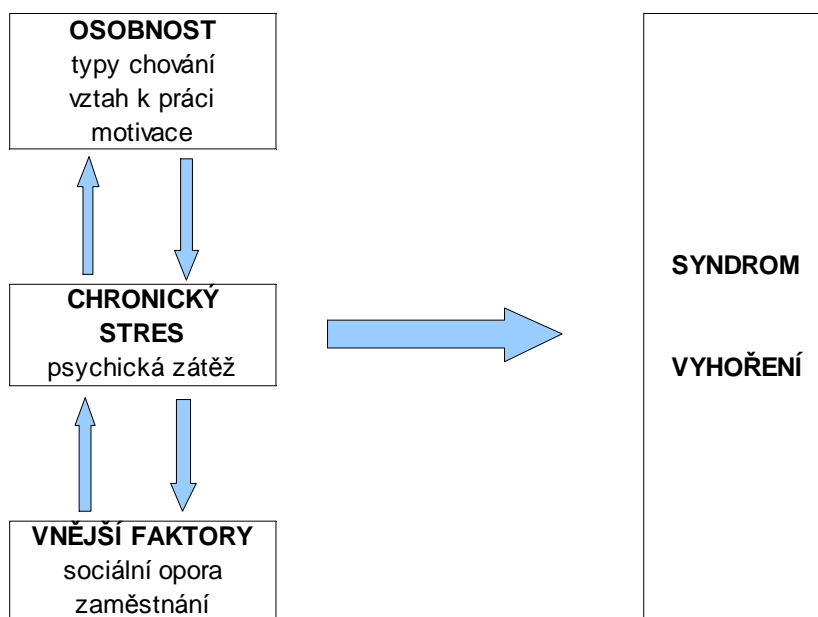 OSOBNOST
typy chování
vztah k práci
motivace
CHRONICKÝ
STRES
psychická zátěž
SYNDROM
VYHOŘENÍ
VNĚJŠÍ FAKTORY
sociální opora
zaměstnání